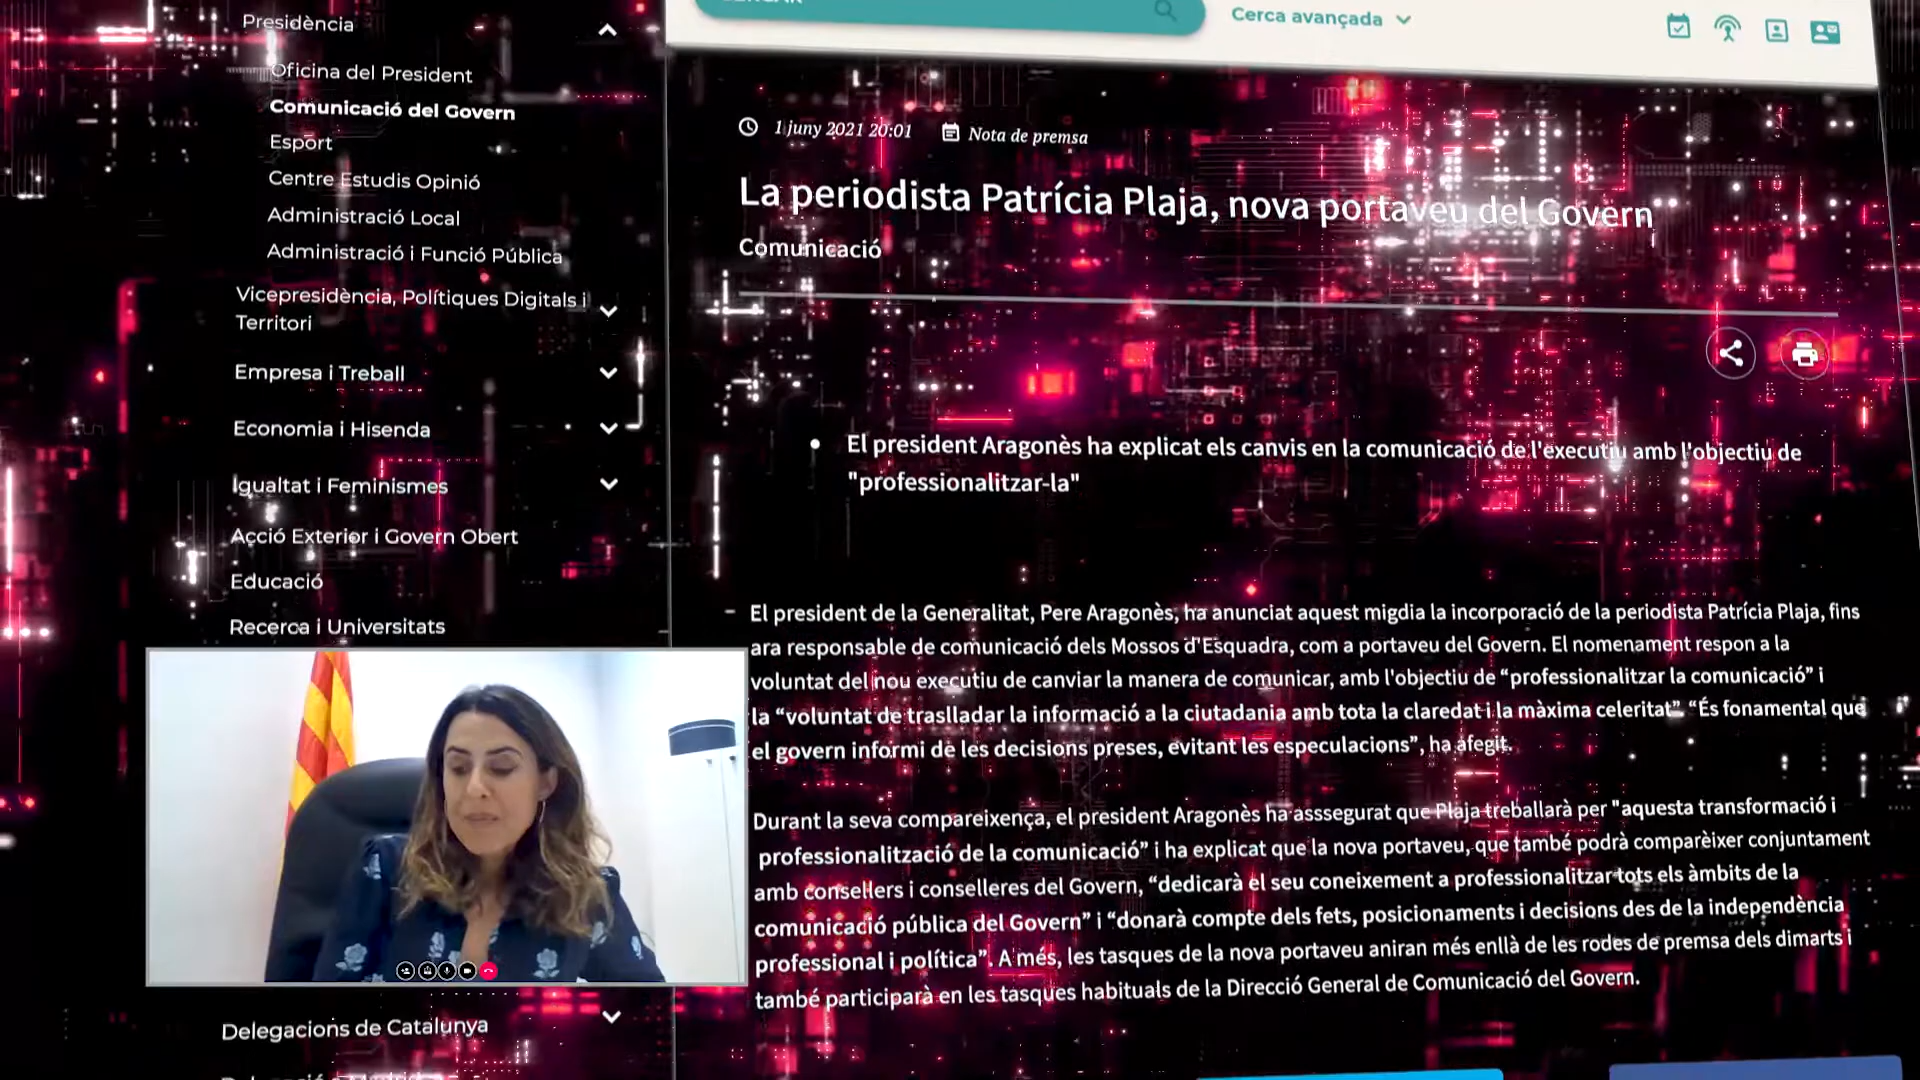 Presidència
Oficina del President
Comunicació del Govern
Esport
Centre Estudis Opinió
Administració Local
Administració i Funció Pública
Vicepresidència, Polítiques Digitals i
Territori
Empresa i Treball
Economia i Hisenda
Igualtat i Feminismes
Acció Exterior i Govern Obert
Educació
Recerca i Universitats
Delegacions de Catalunya
Cerca avançada
1 juny 2021 20:01 Nota de premsa
La periodista Patrícia Plaja, nova portaveu del Govern
Comunicació
• El president Aragonès ha explicat els canvis en la comunicació de l'executiu amb l'objectiu de
"professionalitzar-la"
El president de la Generalitat, Pere Aragonès, ha anunciat aquest migdia la incorporació de la periodista Patrícia Plaja, fins
ara responsable de comunicació dels Mossos d'Esquadra, com a portaveu del Govern. El nomenament respon a la
voluntat del nou executiu de canviar la manera de comunicar, amb l'objectiu de “professionalitzar la comunicació” i
la “voluntat de traslladar la informació a la ciutadania amb tota la claredat i la màxima celeritat”. “És fonamental que
el govern informi de les decisions preses, evitant les especulacions”, ha afegit.
Durant la seva compareixença, el president Aragonès ha asssegurat que Plaja treballarà per "aquesta transformació i
professionalització de la comunicació” i ha explicat que la nova portaveu, que també podrà comparèixer conjuntament
amb consellers i conselleres del Govern, “dedicarà el seu coneixement a professionalitzar tots els àmbits de la
comunicació pública del Govern” i “donarà compte dels fets, posicionaments i decisions des de la independència
professional i política”. A més, les tasques de la nova portaveu aniran més enllà de les rodes de premsa dels dimarts i
també participarà en les tasques habituals de la Direcció General de Comunicació del Govern.